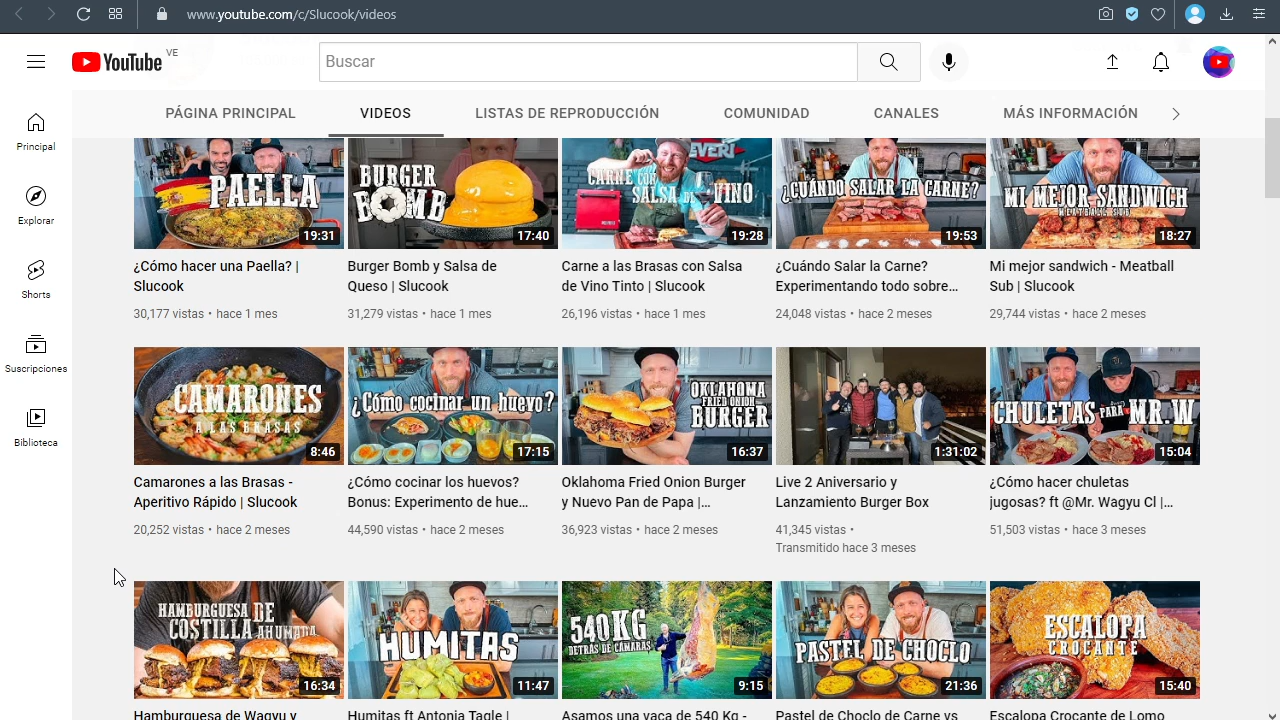 www.youtube.com/c/Slucook/videos
YouTube VE
Buscar
PÁGINA PRINCIPAL VIDEOS LISTAS DE REPRODUCCIÓN COMUNIDAD CANALES MÁS INFORMACIÓN
Principal
Explorar
Shorts
Suscripciones
Biblioteca
PAELLA
19:31
BURGER
BOMB
17:40
EVERI
CARNE CON
SALSA DE VINO
19:28
¿CUÁNDO SALAR LA CARNE?
19:53
MI MEJOR SANDWICH
MEATBALL SUB
18:27
¿Cómo hacer una Paella? |
Slucook
30,177 vistas • hace 1 mes
Burger Bomb y Salsa de
Queso | Slucook
31,279 vistas • hace 1 mes
Carne a las Brasas con Salsa
de Vino Tinto | Slucook
26,196 vistas • hace 1 mes
¿Cuándo Salar la Carne?
Experimentando todo sobre...
24,048 vistas • hace 2 meses
Mi mejor sandwich - Meatball
Sub | Slucook
29,744 vistas • hace 2 meses
CAMARONES
A LAS BRASAS
8:46
¿Cómo cocinar un huevo?
17:15
OKLAHOMA
FRIED ONION
BURGER
16:37
1:31:02
CHULETAS PARA MR.W
15:04
Camarones a las Brasas -
Aperitivo Rápido | Slucook
20,252 vistas • hace 2 meses
¿Cómo cocinar los huevos?
Bonus: Experimento de hue...
44,590 vistas • hace 2 meses
Oklahoma Fried Onion Burger
y Nuevo Pan de Papa |...
36,923 vistas • hace 2 meses
Live 2 Aniversario y
Lanzamiento Burger Box
41,345 vistas •
Transmitido hace 3 meses
¿Cómo hacer chuletas
jugosas? ft @Mr. Wagyu Cl |...
51,503 vistas • hace 3 meses
HAMBURGUESA DE
COSTILLA AHUMADA
16:34
HUMITAS
11:47
540KG
DETRÁS DE CÁMARAS
9:15
PASTEL DE CHOCLO
21:36
ESCALOPA
CROCANTE
15:40
Hamburguesa de Wagyu y
Humitas ft Antonia Tagle |
Asamos una vaca de 540 Kg -
Pastel de Choclo de Carne vs
Escalopa Crocante de Lomo